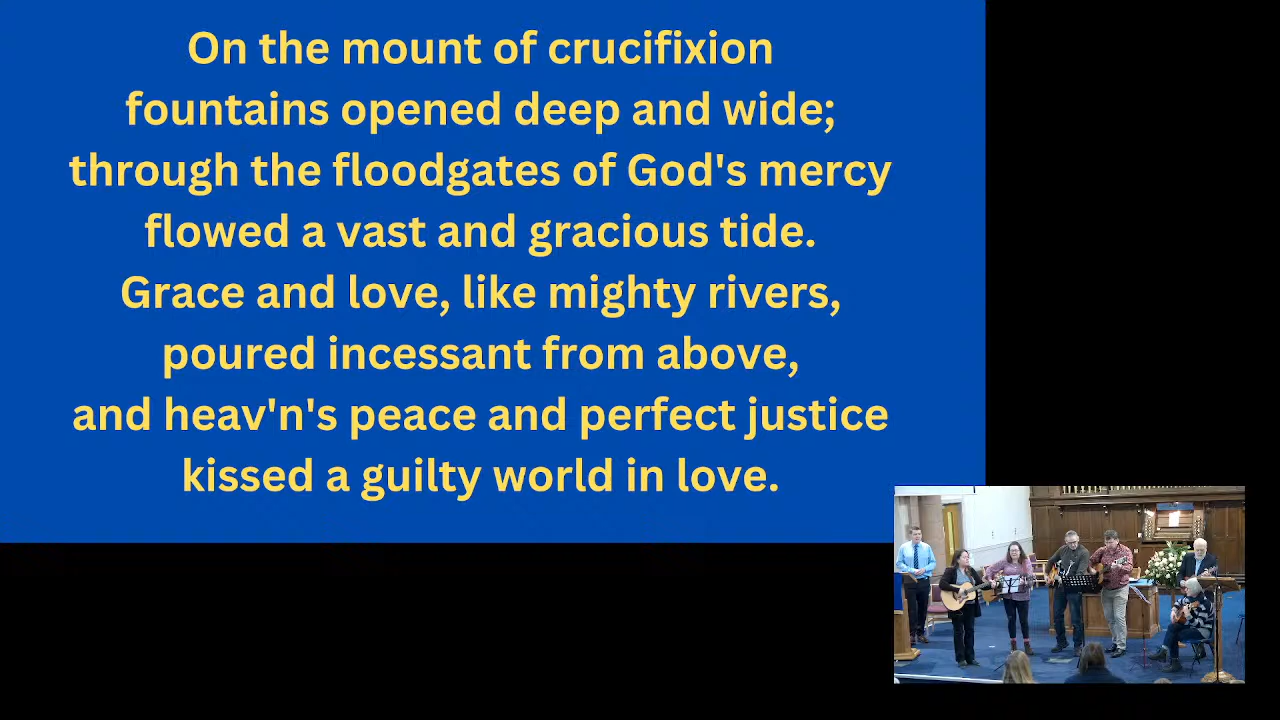 On the mount of crucifixion
fountains opened deep and wide;
through the floodgates of God's mercy
flowed a vast and gracious tide.
Grace and love, like mighty rivers,
poured incessant from above,
and heav'n's peace and perfect justice
kissed a guilty world in love.